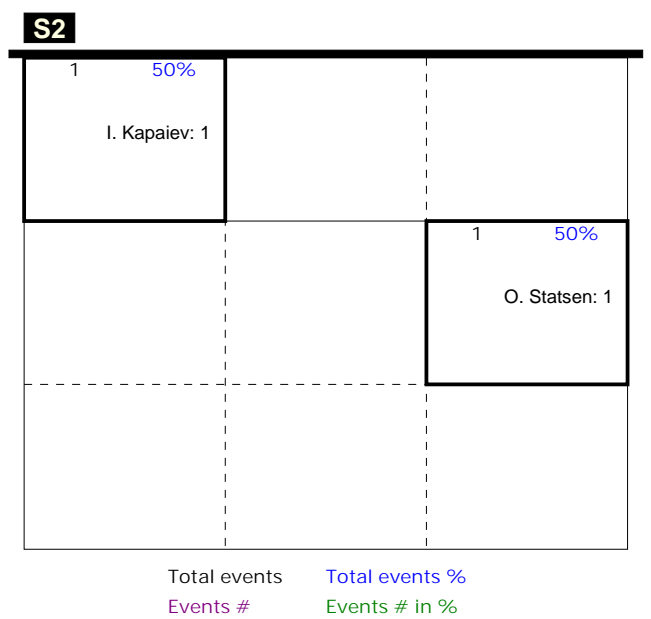 S2
1 50%
I. Kapaiev: 1
1 50%
O. Statsen: 1
Total events Total events %
Events # Events # in %